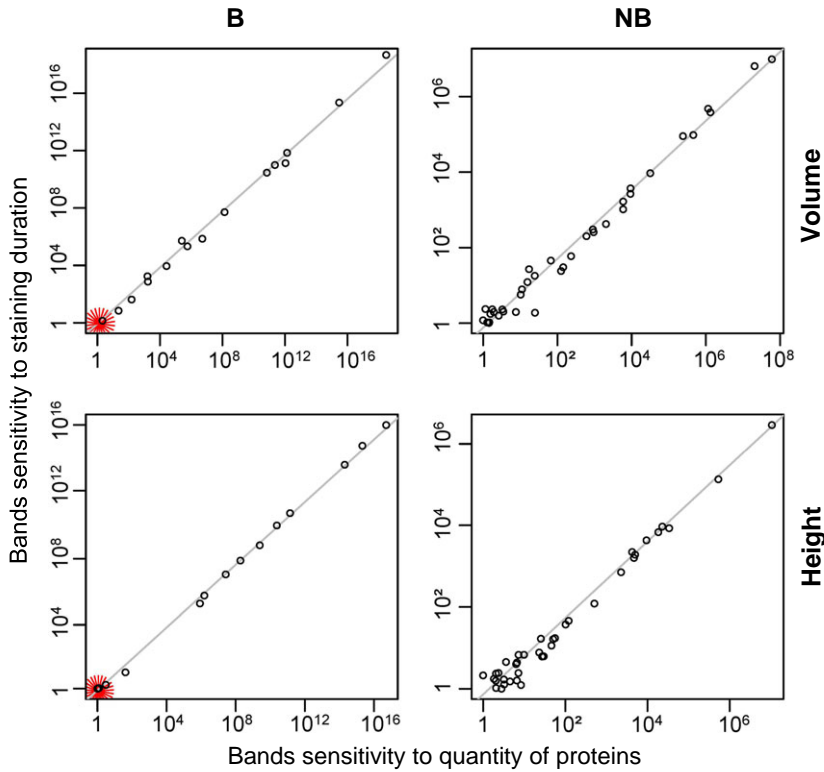 B
NB
Bands sensitivity to staining duration
10^16
10^12
10^8
10^4
1
1 10^4 10^8 10^12 10^16
10^6
10^4
10^2
1
1 10^2 10^4 10^6 10^8
Volume
10^16
10^12
10^8
10^4
1
1 10^4 10^8 10^12 10^16
10^6
10^4
10^2
1
1 10^2 10^4 10^6
Height
Bands sensitivity to quantity of proteins